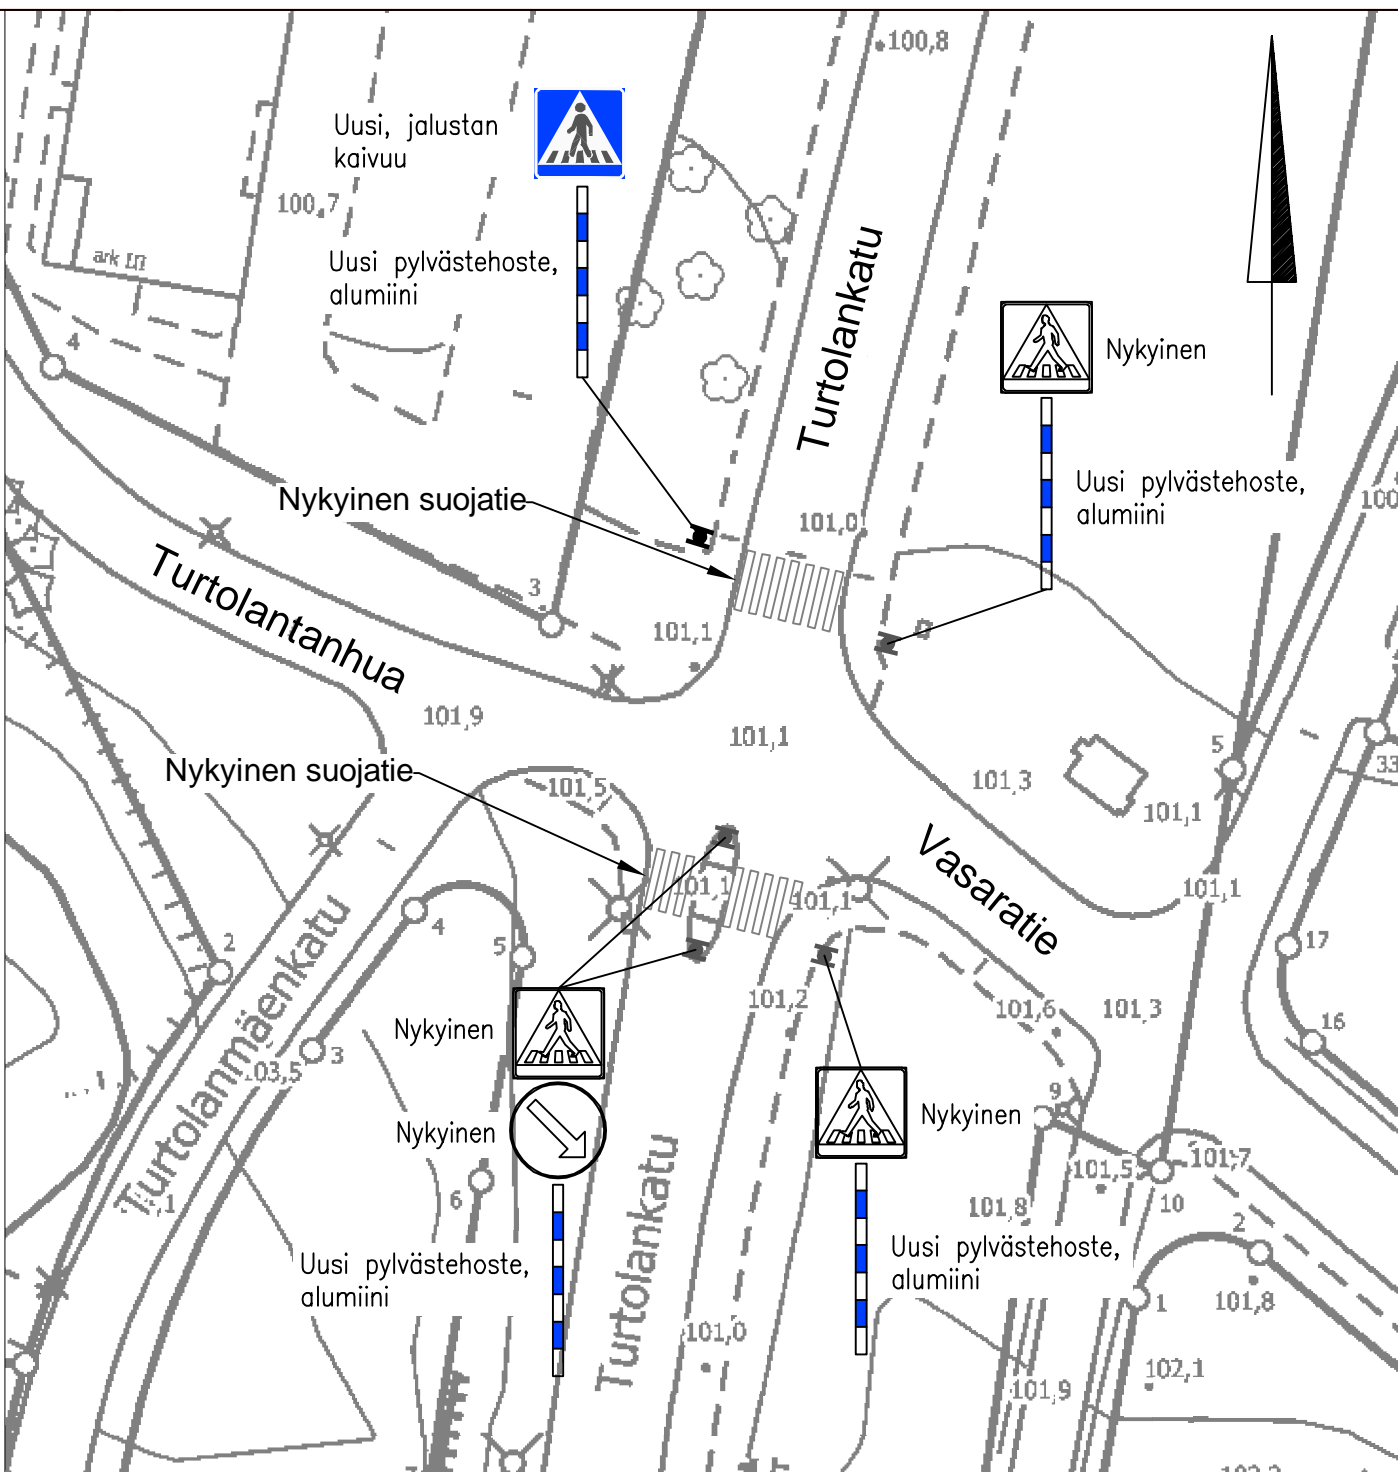 100,8
Uusi, jalustan
kaivuu
100,7
ark III
Uusi pylvästehoste,
alumiini
Turtolankatu
4
Nykyinen
Uusi pylvästehoste,
alumiini
100
Nykyinen suojatie
101,0
Turtolantanhua
3
101,1
101,9
101,1
5
33
Nykyinen suojatie
101,5
101,3
101,1
Vasaratie
101,1
101,1
101,1
4
2
5
17
Turtolanmäenkatu
101,2
101,6
101,3
16
Nykyinen
3
103,5
9
Nykyinen
Nykyinen
101,5
101,7
10
6
101,8
2
Turtolankatu
Uusi pylvästehoste,
alumiini
Uusi pylvästehoste,
alumiini
1
101,8
101,0
102,1
101,9